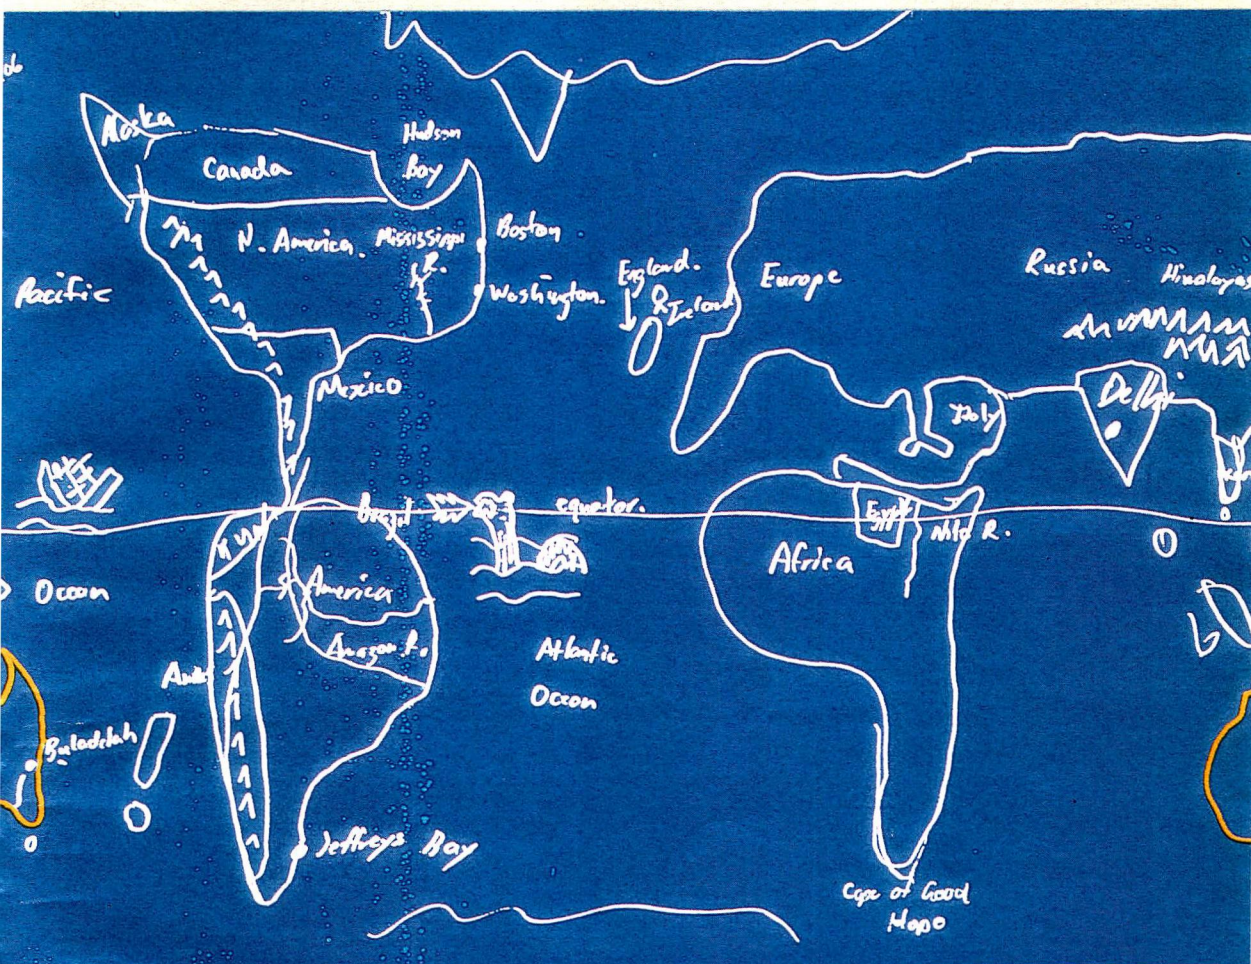 Alaska
Hudson
Bay
Canada
N. America.
Mississippi
R.
Boston
Washington.
England.
& Ireland
Europe
Russia
Himalayas
Pacific
Mexico
Delhi
Italy
Brazil
equator.
Egypt
Nile R.
Africa
America
Ocean
Amazon R.
Atlantic
Ocean
Buladelah
Jeffreys Bay
Cape of Good
Hope